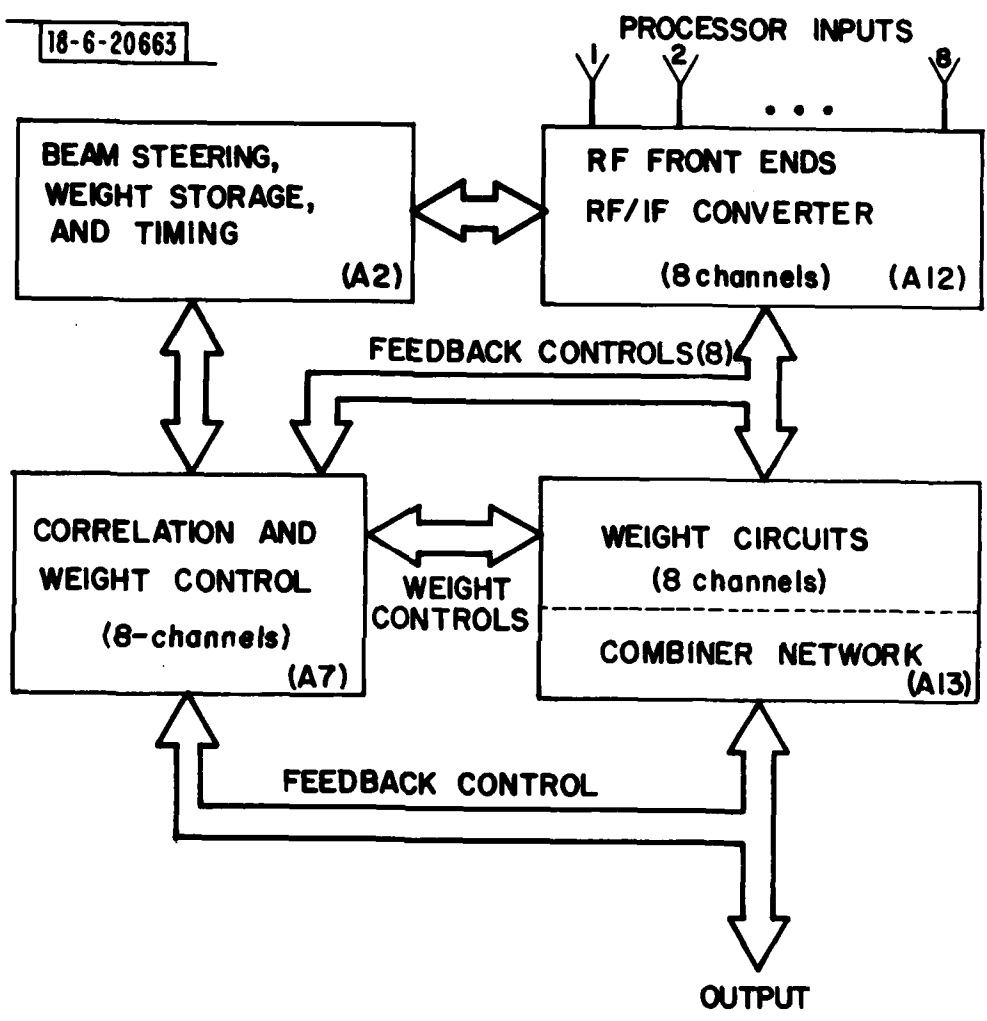 18-6-20663
PROCESSOR INPUTS
1 2 • • • 8
BEAM STEERING,
WEIGHT STORAGE,
AND TIMING
(A2)
RF FRONT ENDS
RF/IF CONVERTER
(8 channels) (A12)
FEEDBACK CONTROLS(8)
CORRELATION AND
WEIGHT CONTROL
(8-channels)
(A7)
WEIGHT
CONTROLS
WEIGHT CIRCUITS
(8 channels)
COMBINER NETWORK
(A13)
FEEDBACK CONTROL
OUTPUT